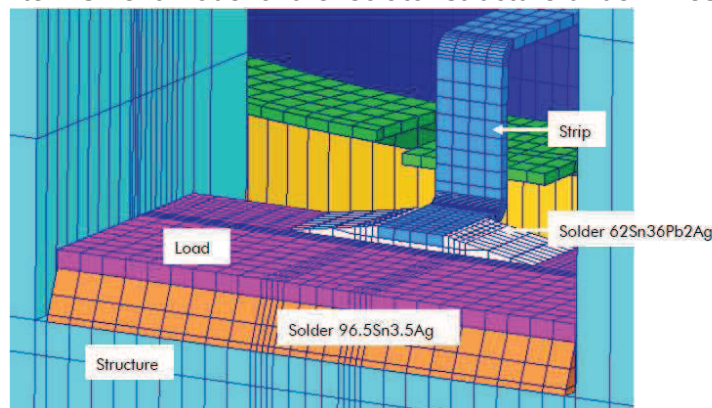 Strip
Solder 62Sn36Pb2Ag
Load
Solder 96.5Sn3.5Ag
Structure